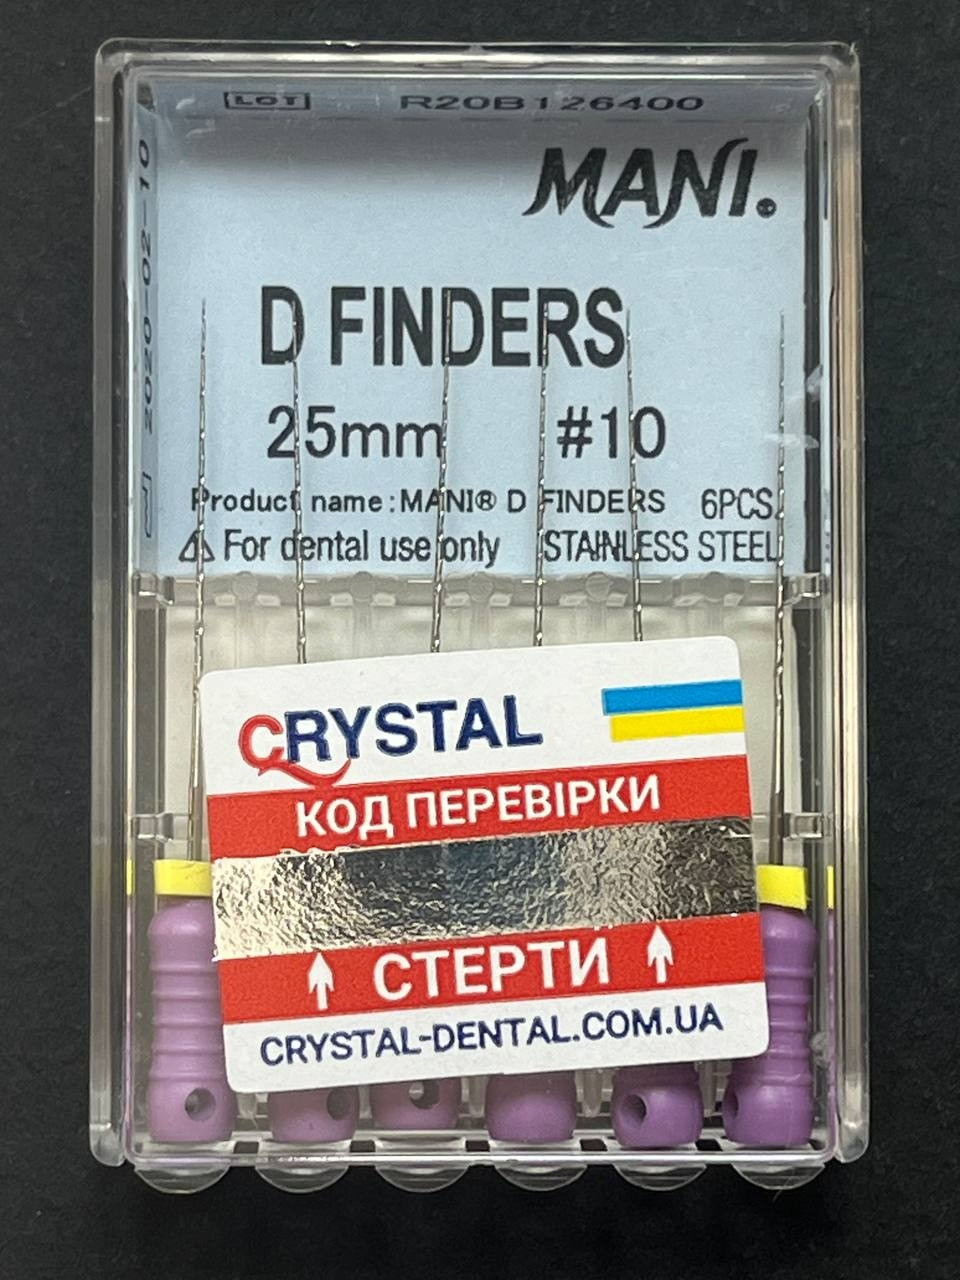 LOT R20B126400
2020-02-10
MANI.
D FINDERS
25mm #10
Product name : MANI® D FINDERS 6PCS.
⚠ For dental use only STAINLESS STEEL
CRYSTAL
КОД ПЕРЕВІРКИ
СТЕРТИ
CRYSTAL-DENTAL.COM.UA